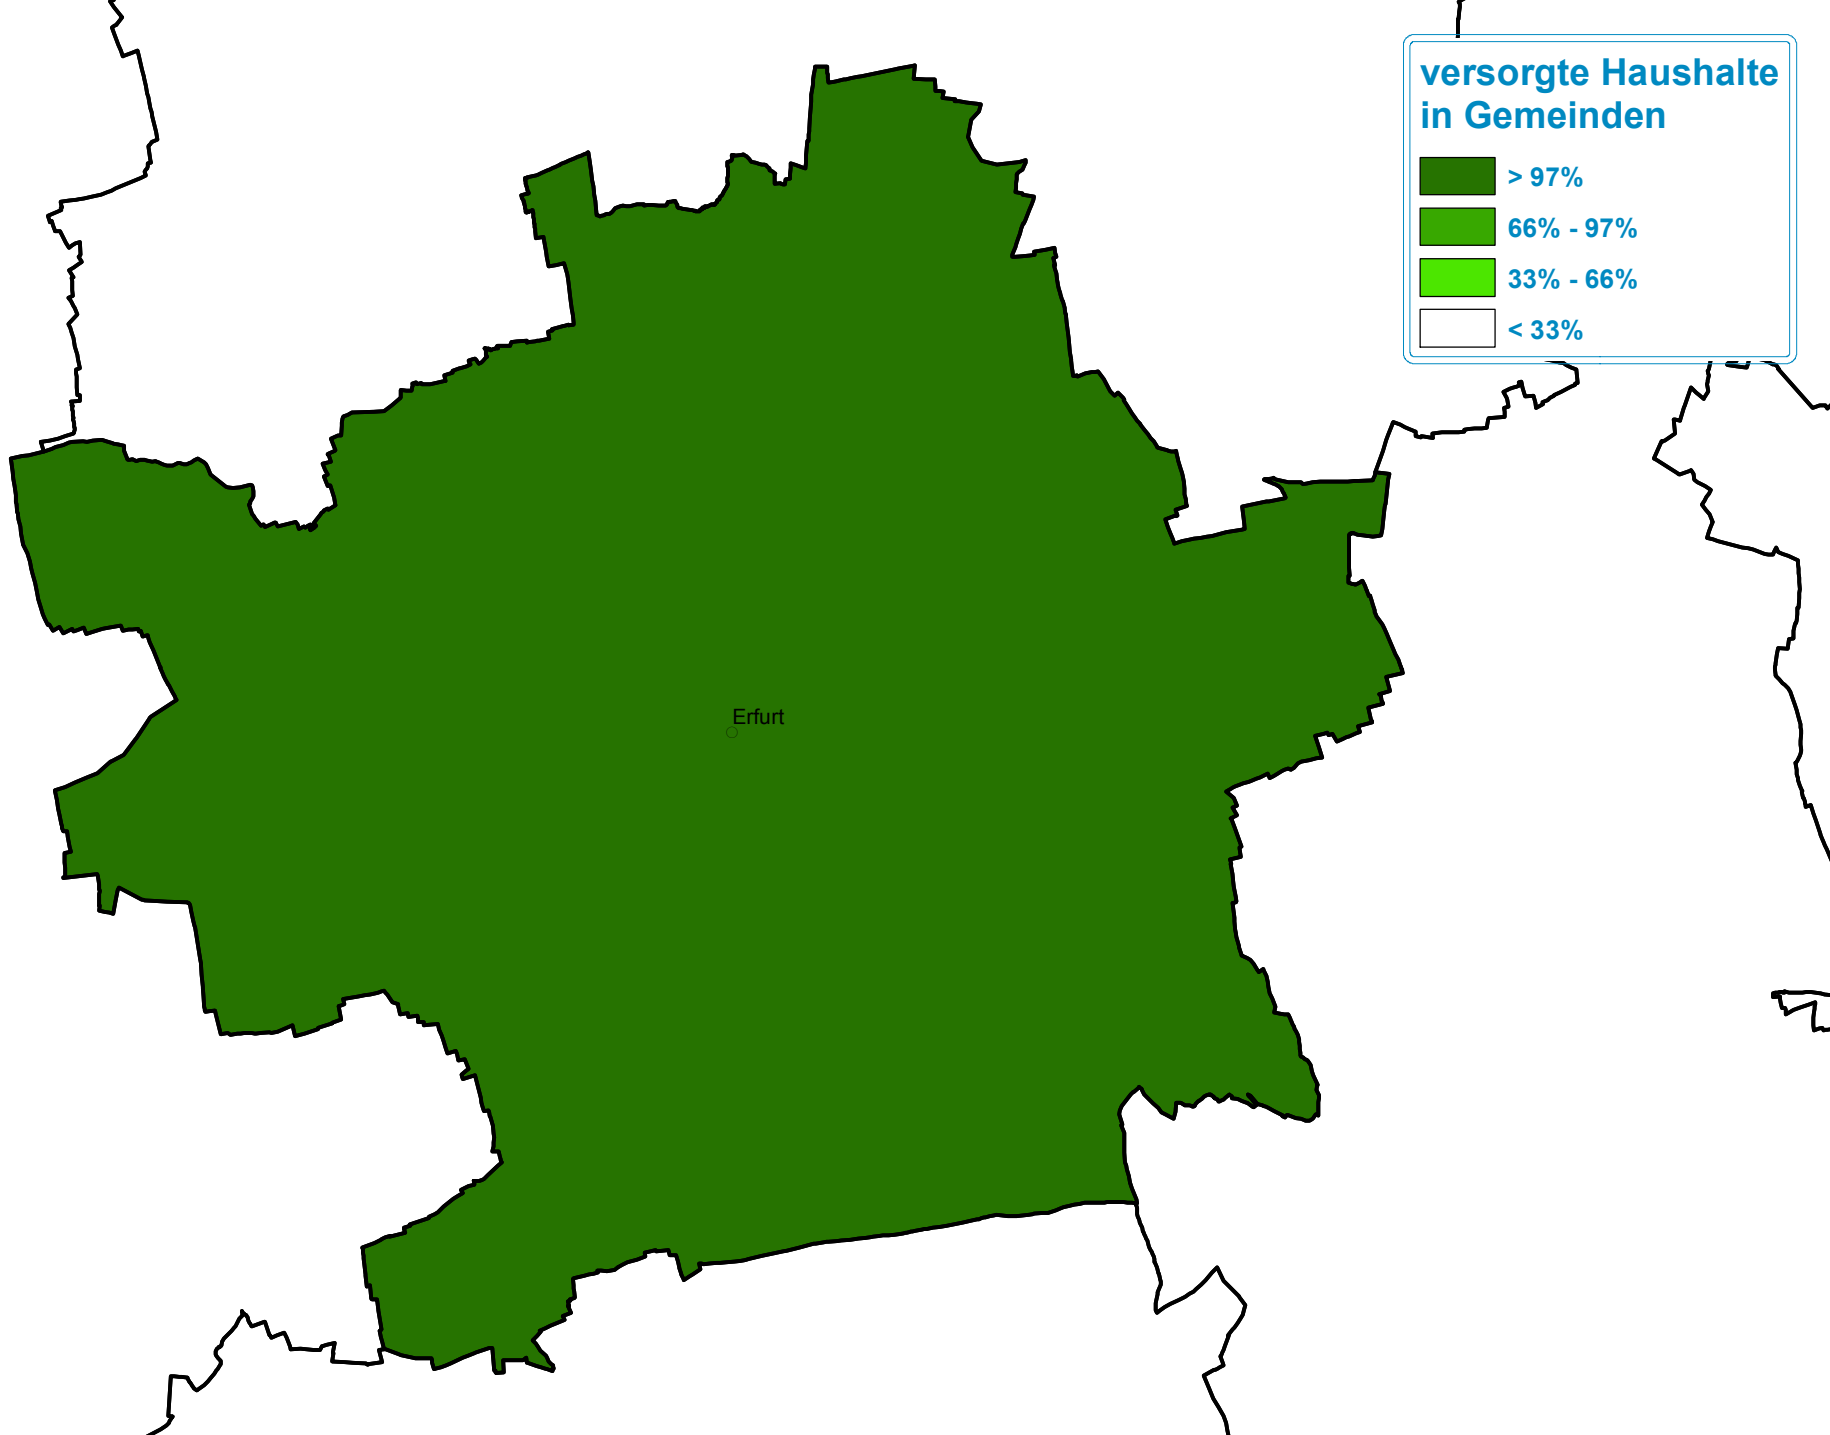 versorgte Haushalte
in Gemeinden
> 97%
66% - 97%
33% - 66%
< 33%
Erfurt